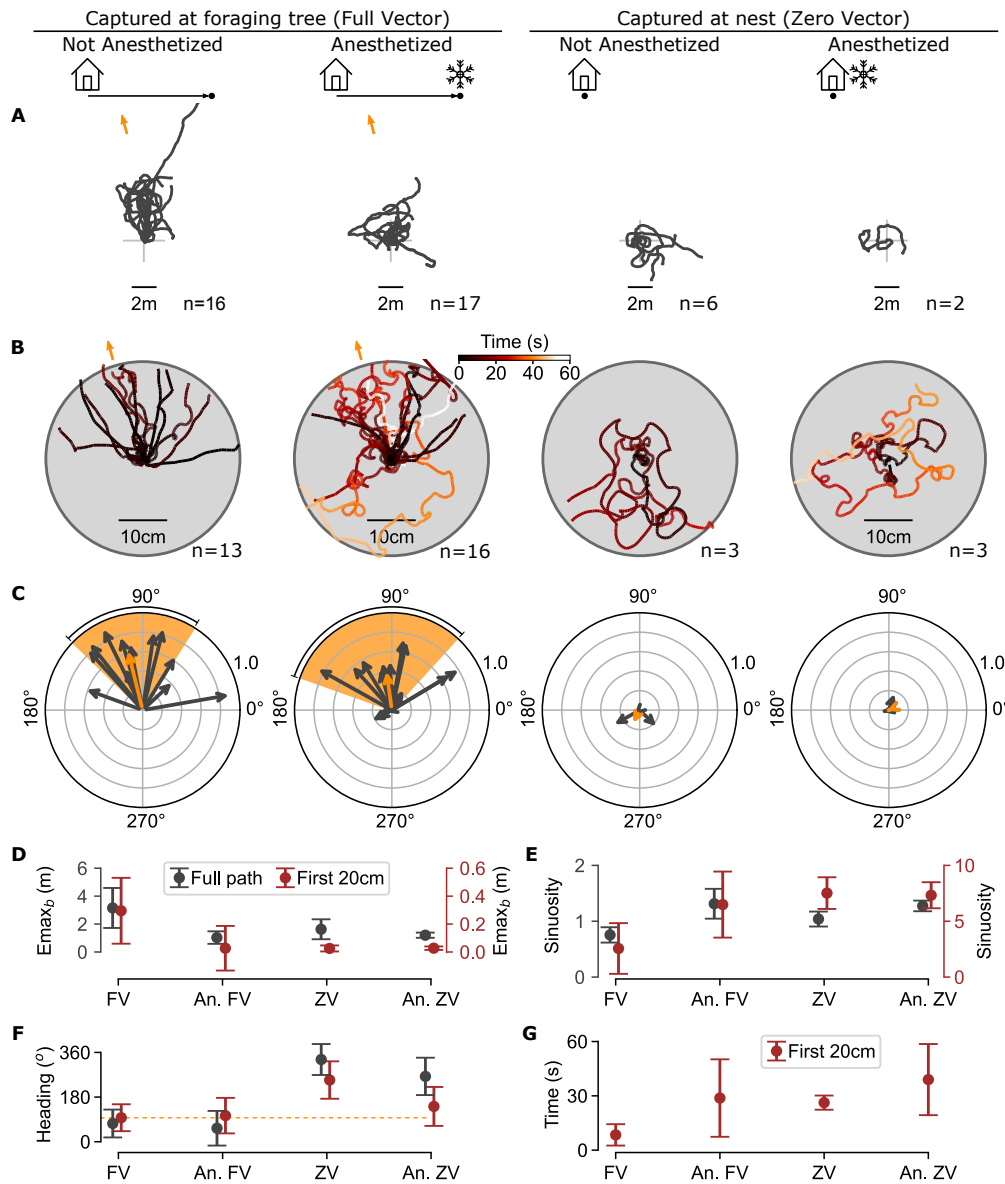 Captured at foraging tree (Full Vector)
Captured at nest (Zero Vector)
Not Anesthetized
Anesthetized
Not Anesthetized
Anesthetized
A
2m
n=16
2m
n=17
2m
n=6
2m
n=2
B
Time (s)
0 20 40 60
10cm
n=13
10cm
n=16
n=3
10cm
n=3
C
90°
1.0
180°
0°
270°
90°
1.0
180°
0°
270°
90°
1.0
180°
0°
270°
90°
1.0
180°
0°
270°
D
Full path
First 20cm
Emax_b (m)
6
4
2
0
0.6
0.4
0.2
0.0
Emax_b (m)
FV
An. FV
ZV
An. ZV
E
Sinuosity
2
1
0
10
5
0
Sinuosity
FV
An. FV
ZV
An. ZV
F
Heading (°)
360
180
0
FV
An. FV
ZV
An. ZV
G
First 20cm
Time (s)
60
30
0
FV
An. FV
ZV
An. ZV